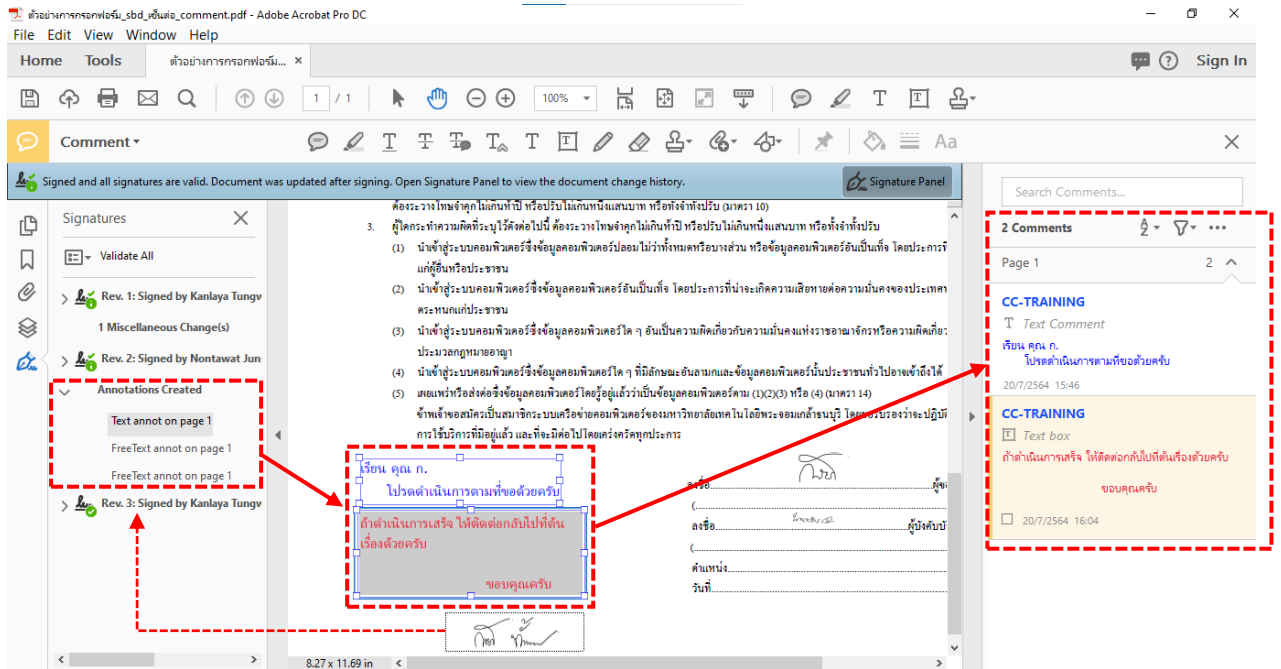 ตัวอย่างการกรอกฟอร์ม_sbd_เซ็นต่อ_comment.pdf - Adobe Acrobat Pro DC
File Edit View Window Help
Home Tools ตัวอย่างการกรอกฟอร์ม... ×
Sign In
1 / 1 100%
Comment
Signed and all signatures are valid. Document was updated after signing. Open Signature Panel to view the document change history.
Signature Panel
Signatures
Validate All
Rev. 1: Signed by Kanlaya Tungw
1 Miscellaneous Change(s)
Rev. 2: Signed by Nontawat Jun
Annotations Created
Text annot on page 1
FreeText annot on page 1
FreeText annot on page 1
Rev. 3: Signed by Kanlaya Tungw
ต้องระวางโทษจำคุกไม่เกินห้าปี หรือปรับไม่เกินหนึ่งแสนบาท หรือทั้งจำทั้งปรับ (มาตรา 10)
3. ผู้ใดกระทำความผิดที่ระบุไว้ดังต่อไปนี้ ต้องระวางโทษจำคุกไม่เกินห้าปี หรือปรับไม่เกินหนึ่งแสนบาท หรือทั้งจำทั้งปรับ
(1) นำเข้าสู่ระบบคอมพิวเตอร์ซึ่งข้อมูลคอมพิวเตอร์ปลอมไม่ว่าทั้งหมดหรือบางส่วน หรือข้อมูลคอมพิวเตอร์อันเป็นเท็จ โดยประการที่
แก่ผู้อื่นหรือประชาชน
(2) นำเข้าสู่ระบบคอมพิวเตอร์ซึ่งข้อมูลคอมพิวเตอร์อันเป็นเท็จ โดยประการที่น่าจะเกิดความเสียหายต่อความมั่นคงของประเทศ
ตระหนกแก่ประชาชน
(3) นำเข้าสู่ระบบคอมพิวเตอร์ซึ่งข้อมูลคอมพิวเตอร์ใด ๆ อันเป็นความผิดเกี่ยวกับความมั่นคงแห่งราชอาณาจักรหรือความผิดเกี่ยว
ประมวลกฎหมายอาญา
(4) นำเข้าสู่ระบบคอมพิวเตอร์ซึ่งข้อมูลคอมพิวเตอร์ใด ๆ ที่มีลักษณะอันลามกและข้อมูลคอมพิวเตอร์นั้นประชาชนทั่วไปอาจเข้าถึงได้
(5) เผยแพร่หรือส่งต่อซึ่งข้อมูลคอมพิวเตอร์โดยรู้อยู่แล้วว่าเป็นข้อมูลคอมพิวเตอร์ตาม (1)(2)(3) หรือ (4) (มาตรา 14)
ข้าพเจ้าขอสมัครเป็นสมาชิกระบบเครือข่ายคอมพิวเตอร์ของมหาวิทยาลัยเทคโนโลยีพระจอมเกล้าธนบุรี โดยขอรับรองว่าจะปฏิบั
การใช้บริการที่มีอยู่แล้ว และที่จะมีต่อไปโดยเคร่งครัดทุกประการ
เรียน คุณ ก.
โปรดดำเนินการตามที่ขอด้วยครับ
ถ้าดำเนินการเสร็จ ให้ติดต่อกลับไปที่ต้น
เรื่องด้วยครับ
ขอบคุณครับ
ลงชื่อ
(
ลงชื่อ ผู้บังคับบั
(
ตำแหน่ง
วันที่
8.27 x 11.69 in
Search Comments...
2 Comments
Page 1 2
CC-TRAINING
Text Comment
เรียน คุณ ก.
โปรดดำเนินการตามที่ขอด้วยครับ
20/7/2564 15:46
CC-TRAINING
Text box
ถ้าดำเนินการเสร็จ ให้ติดต่อกลับไปที่ต้นเรื่องด้วยครับ
ขอบคุณครับ
20/7/2564 16:04